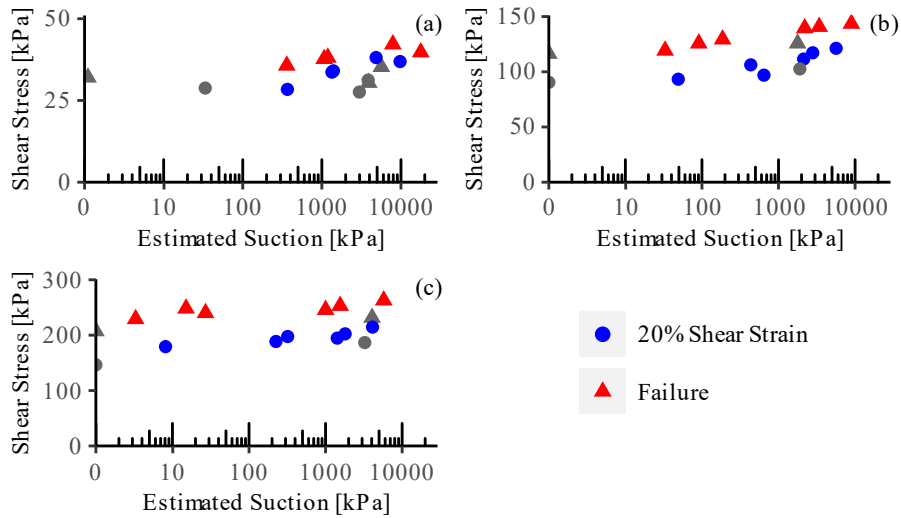 (a)
Shear Stress [kPa]
50
25
0
0 10 100 1000 10000
Estimated Suction [kPa]
(b)
Shear Stress [kPa]
150
100
50
0
0 10 100 1000 10000
Estimated Suction [kPa]
(c)
Shear Stress [kPa]
300
200
100
0
0 10 100 1000 10000
Estimated Suction [kPa]
20% Shear Strain
Failure